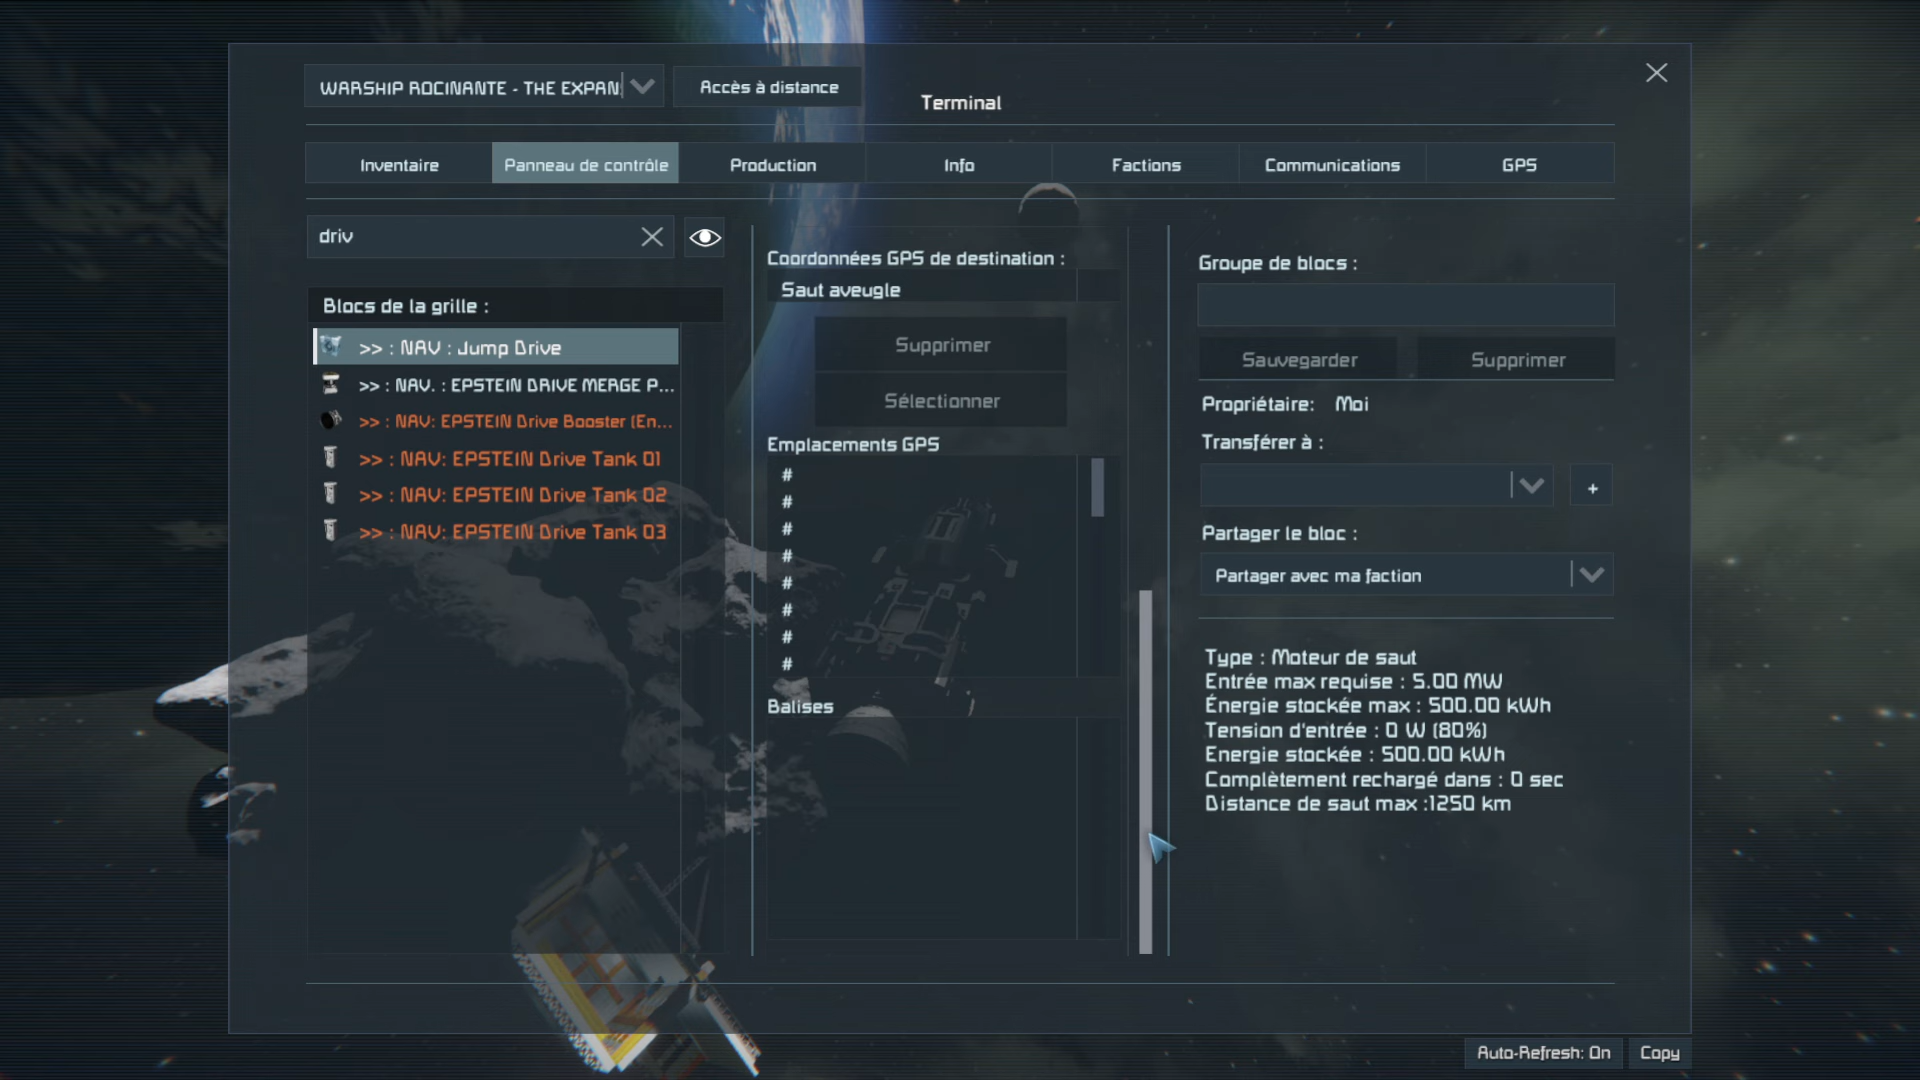 WARSHIP ROCINANTE - THE EXPAN
Accès à distance
Terminal
Inventaire
Panneau de contrôle
Production
Info
Factions
Communications
GPS
driv
Blocs de la grille :
>> : NAV : Jump Drive
>> : NAV. : EPSTEIN DRIVE MERGE P...
>> : NAV: EPSTEIN Drive Booster (En...
>> : NAV: EPSTEIN Drive Tank 01
>> : NAV: EPSTEIN Drive Tank 02
>> : NAV: EPSTEIN Drive Tank 03
Coordonnées GPS de destination :
Saut aveugle
Supprimer
Sélectionner
Emplacements GPS
#
#
#
#
#
#
#
#
Balises
Groupe de blocs :
Sauvegarder
Supprimer
Propriétaire: Moi
Transférer à :
+
Partager le bloc :
Partager avec ma faction
Type : Moteur de saut
Entrée max requise : 5.00 MW
Énergie stockée max : 500.00 kWh
Tension d'entrée : 0 W (80%)
Energie stockée : 500.00 kWh
Complètement rechargé dans : 0 sec
Distance de saut max :1250 km
Auto-Refresh: On
Copy